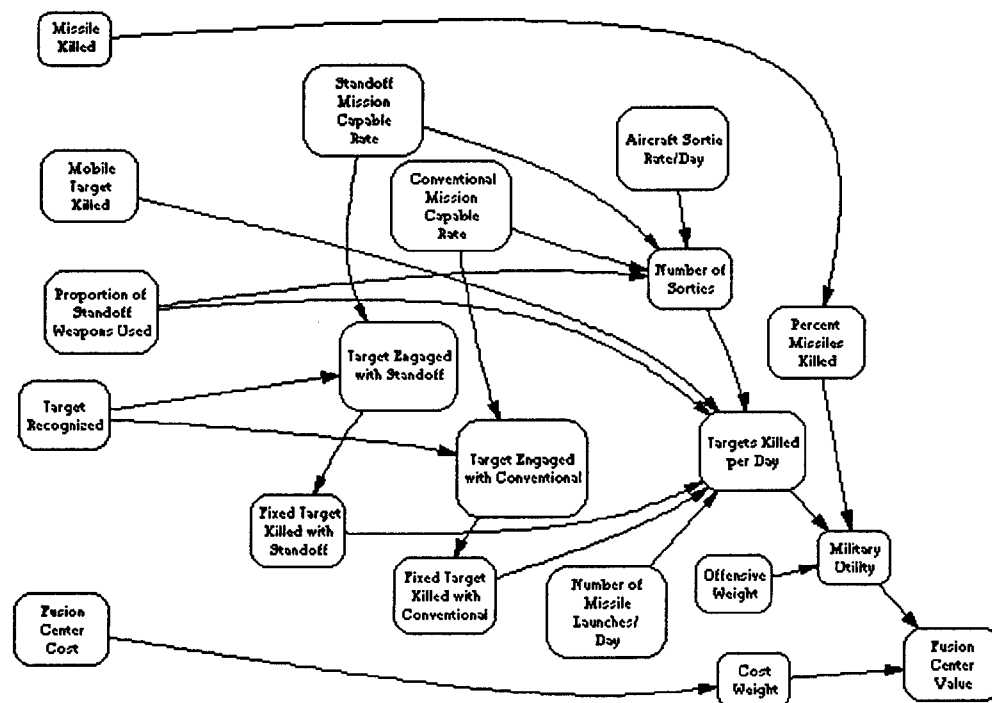 Missile
Killed
Standoff
Mission
Capable
Rate
Aircraft Sortie
Rate/Day
Mobile
Target
Killed
Conventional
Mission
Capable
Rate
Number of
Sorties
Proportion of
Standoff
Weapons Used
Percent
Missiles
Killed
Target Engaged
with Standoff
Target
Recognized
Targets Killed
per Day
Target Engaged
with Conventional
Fixed Target
Killed with
Standoff
Military
Utility
Fixed Target
Killed with
Conventional
Number of
Missile
Launches/
Day
Offensive
Weight
Fusion
Center
Cost
Cost
Weight
Fusion
Center
Value